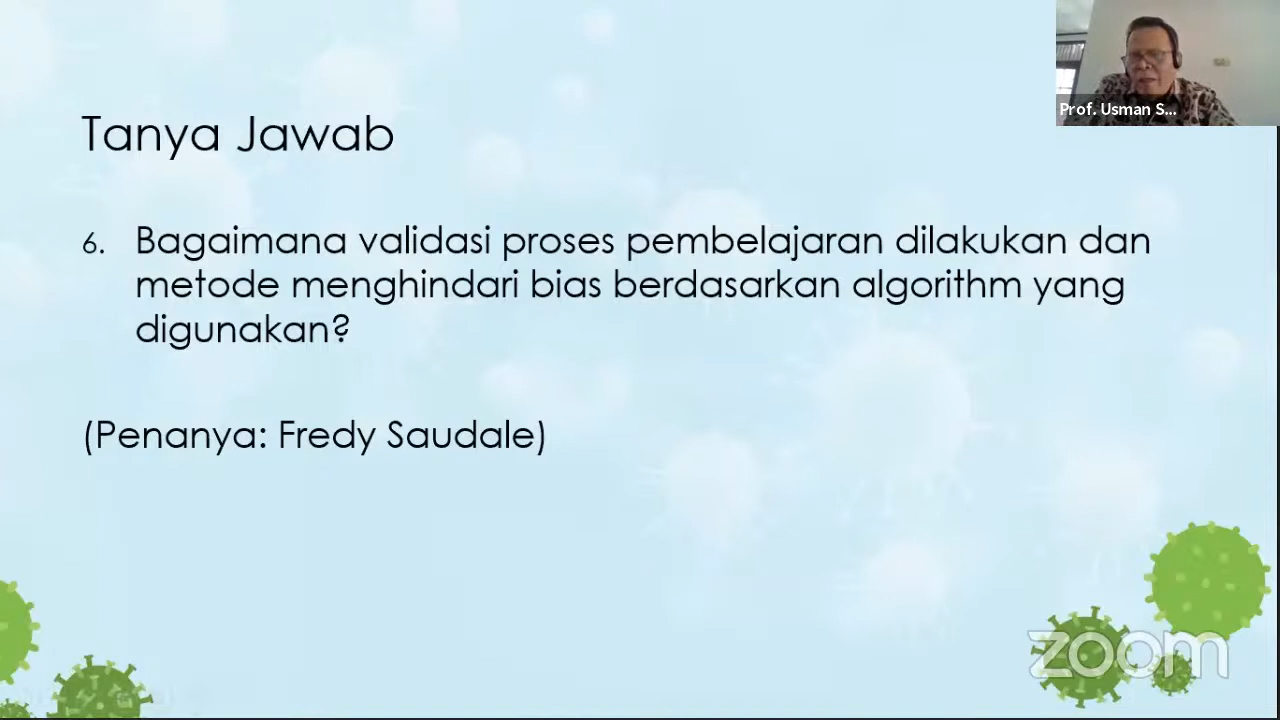 Prof. Usman S...
Tanya Jawab
6. Bagaimana validasi proses pembelajaran dilakukan dan
metode menghindari bias berdasarkan algorithm yang
digunakan?
(Penanya: Fredy Saudale)
zoom